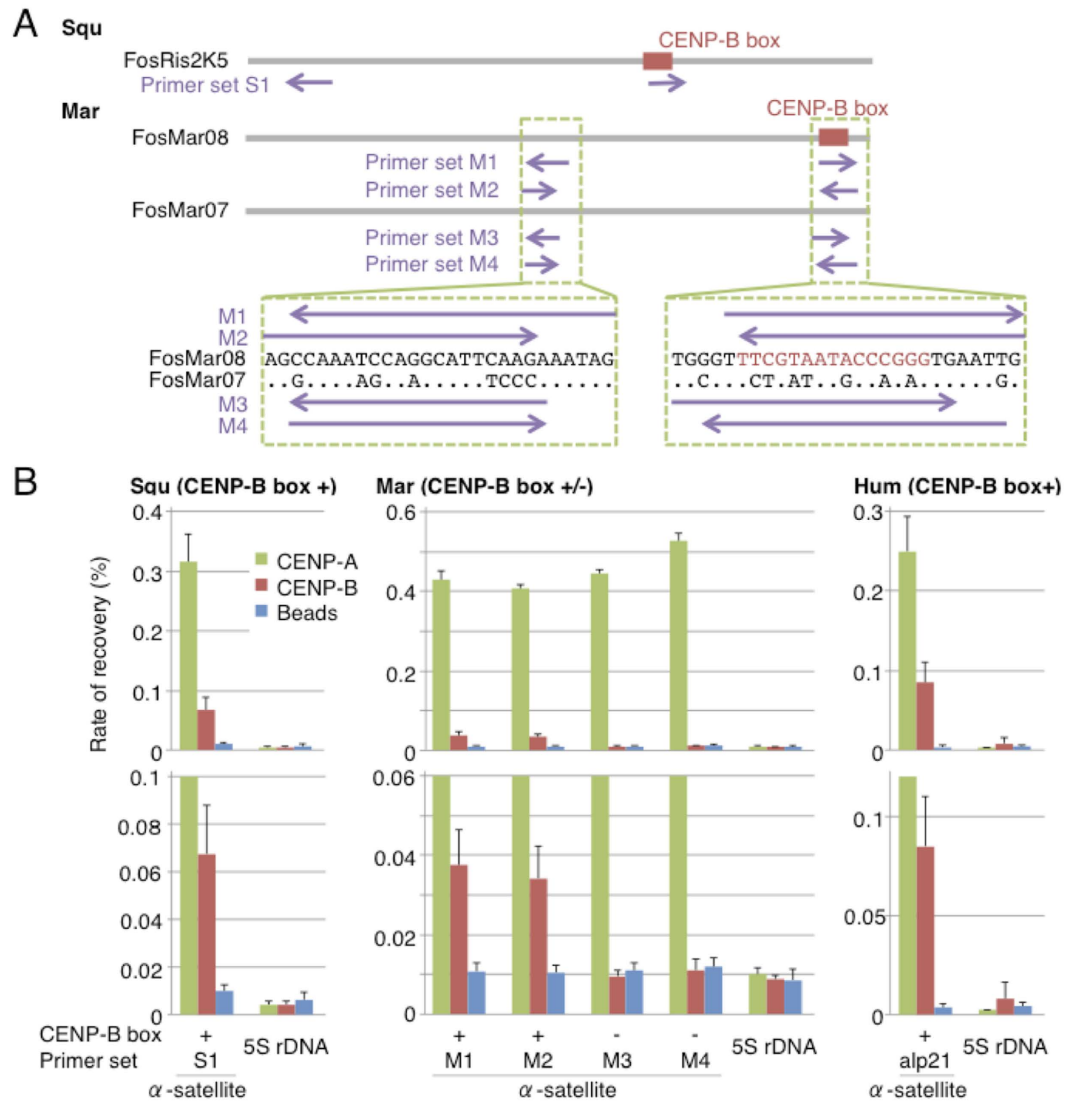 A
Squ
CENP-B box
FosRis2K5
Primer set S1
Mar
CENP-B box
FosMar08
Primer set M1
Primer set M2
FosMar07
Primer set M3
Primer set M4
M1
M2
FosMar08 AGCCAAATCCAGGCATTCAAGAAATAG TGGGTTTCGTAATACCCGGGTGAATTG
FosMar07 ..G....AG..A.....TCCC...... ..C...CT.AT..G..A.A......G.
M3
M4
B
Squ (CENP-B box +) Mar (CENP-B box +/-) Hum (CENP-B box+)
Rate of recovery (%)
0.4
0.3
0.2
0.1
0
CENP-A
CENP-B
Beads
0.6
0.4
0.2
0
0.3
0.2
0.1
0
0.1
0.08
0.06
0.04
0.02
0
0.06
0.04
0.02
0
0.1
0.05
0
CENP-B box + + + - - +
Primer set S1 5S rDNA M1 M2 M3 M4 5S rDNA alp21 5S rDNA
α-satellite α-satellite α-satellite